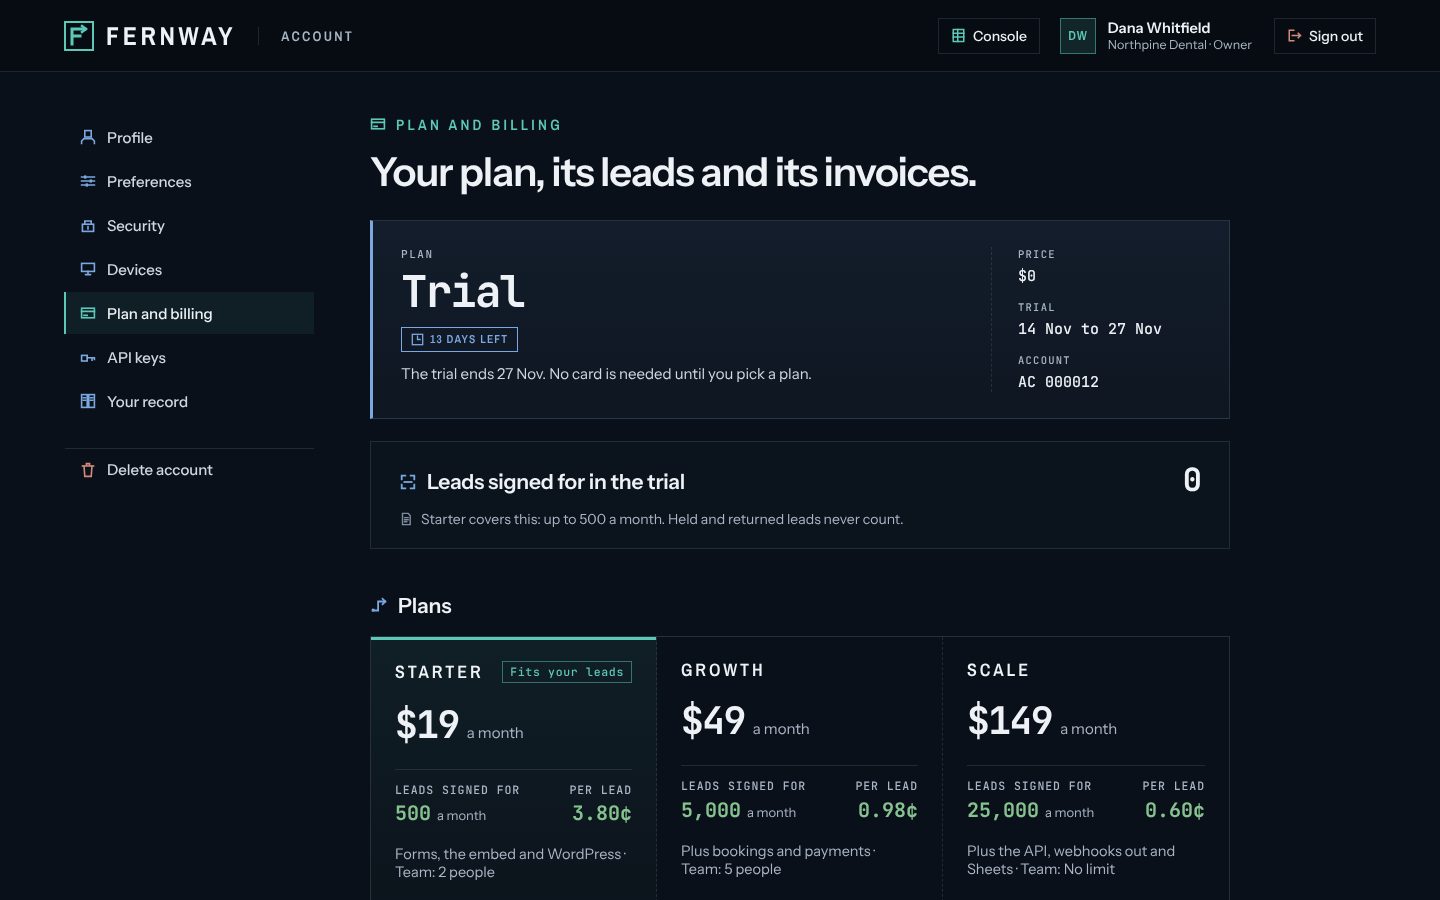 FERNWAY
ACCOUNT
Console
DW
Dana Whitfield
Northpine Dental · Owner
Sign out
Profile
Preferences
Security
Devices
Plan and billing
API keys
Your record
Delete account
PLAN AND BILLING
Your plan, its leads and its invoices.
PLAN
Trial
13 DAYS LEFT
The trial ends 27 Nov. No card is needed until you pick a plan.
PRICE
$0
TRIAL
14 Nov to 27 Nov
ACCOUNT
AC 000012
Leads signed for in the trial
0
Starter covers this: up to 500 a month. Held and returned leads never count.
Plans
STARTER
Fits your leads
$19 a month
LEADS SIGNED FOR
PER LEAD
500 a month
3.80¢
Forms, the embed and WordPress ·
Team: 2 people
GROWTH
$49 a month
LEADS SIGNED FOR
PER LEAD
5,000 a month
0.98¢
Plus bookings and payments ·
Team: 5 people
SCALE
$149 a month
LEADS SIGNED FOR
PER LEAD
25,000 a month
0.60¢
Plus the API, webhooks out and
Sheets · Team: No limit